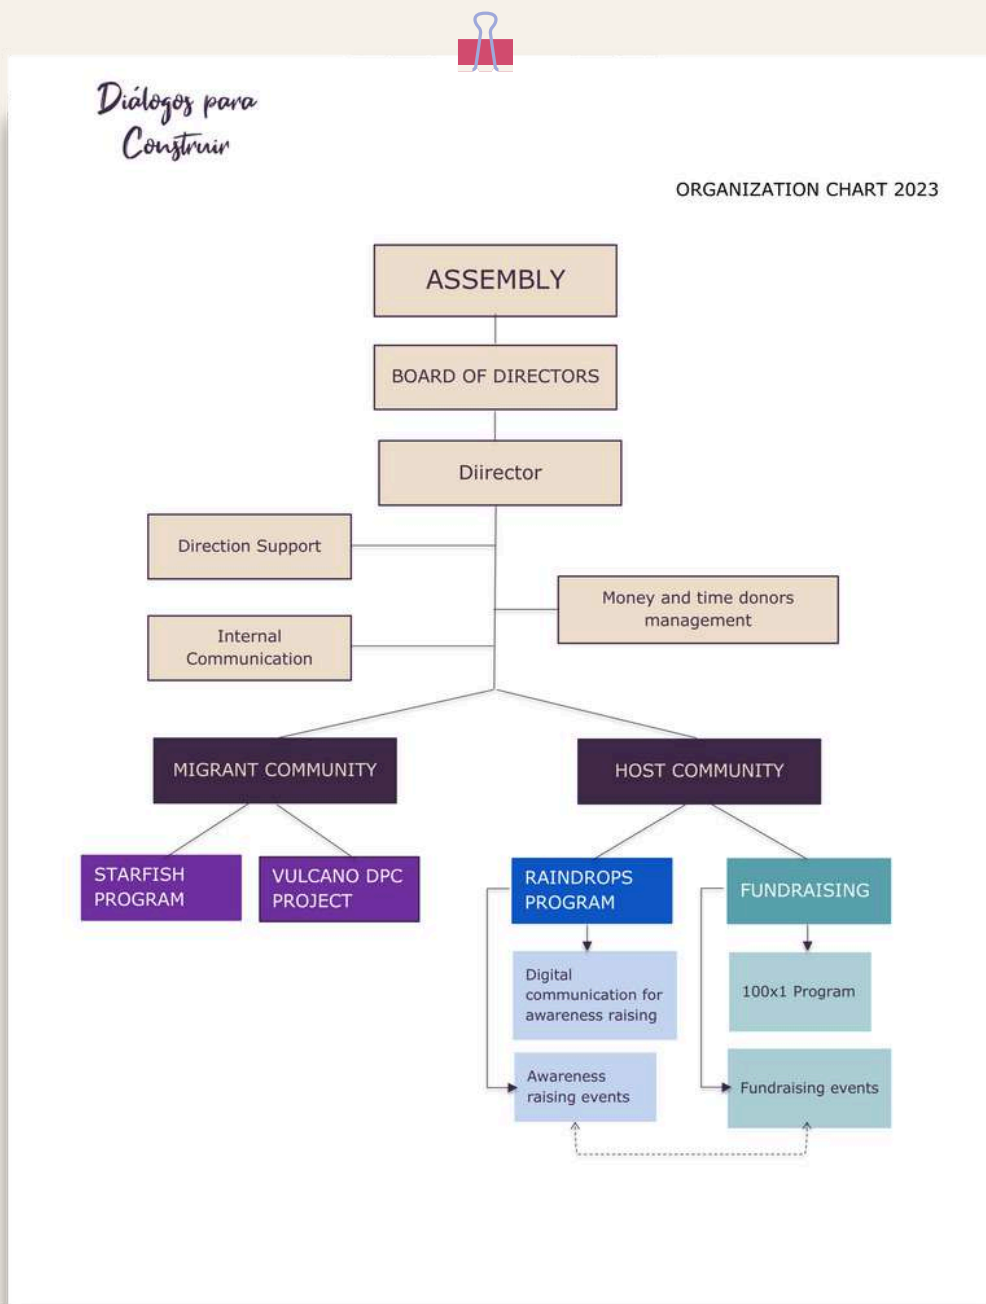 Diálogos para
Construir
ORGANIZATION CHART 2023
ASSEMBLY
BOARD OF DIRECTORS
Diirector
Direction Support
Money and time donors
management
Internal
Communication
MIGRANT COMMUNITY
HOST COMMUNITY
STARFISH
PROGRAM
VULCANO DPC
PROJECT
RAINDROPS
PROGRAM
FUNDRAISING
Digital
communication for
awareness raising
100x1 Program
Awareness
raising events
Fundraising events